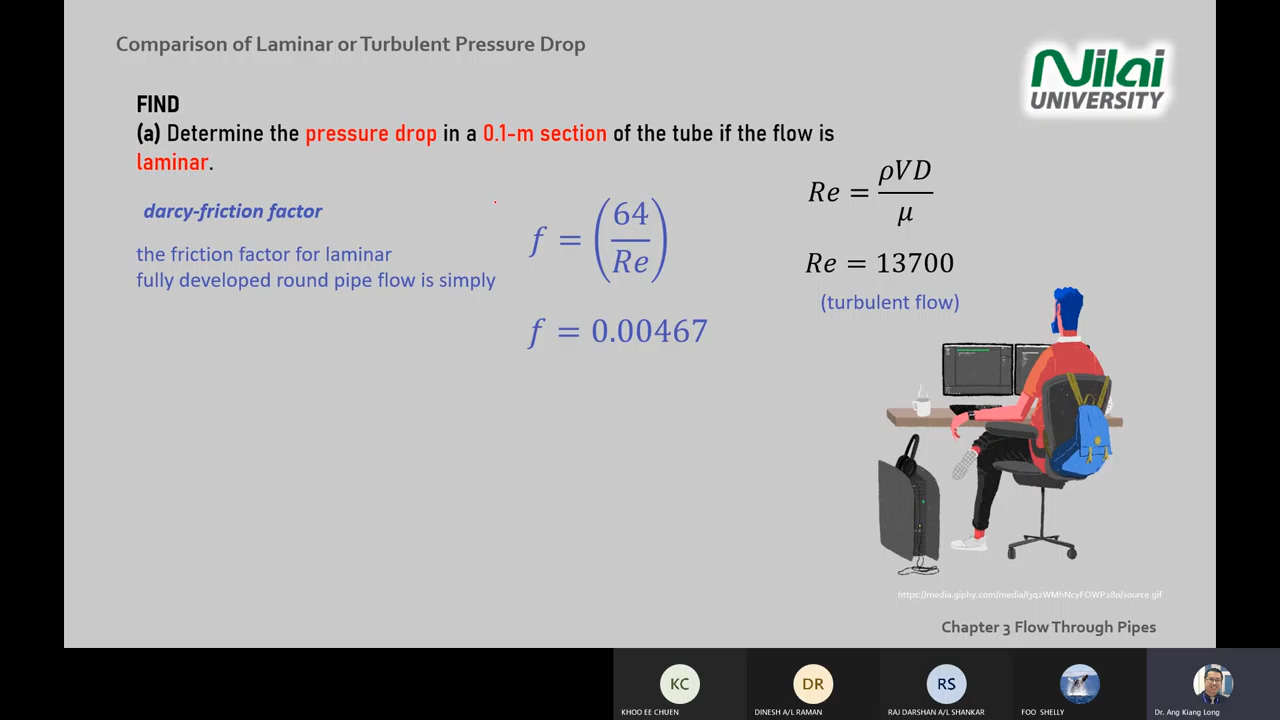 Comparison of Laminar or Turbulent Pressure Drop
Nilai
UNIVERSITY
FIND
(a) Determine the pressure drop in a 0.1-m section of the tube if the flow is
laminar.
darcy-friction factor
the friction factor for laminar
fully developed round pipe flow is simply
f = (64/Re)
f = 0.00467
Re = ρVD/μ
Re = 13700
(turbulent flow)
Chapter 3 Flow Through Pipes
KC
DR
RS
KHOO EE CHUEN
DINESH A/L RAMAN
RAJ DARSHAN A/L SHANKAR
FOO SHELLY
Dr. Ang Kiang Long